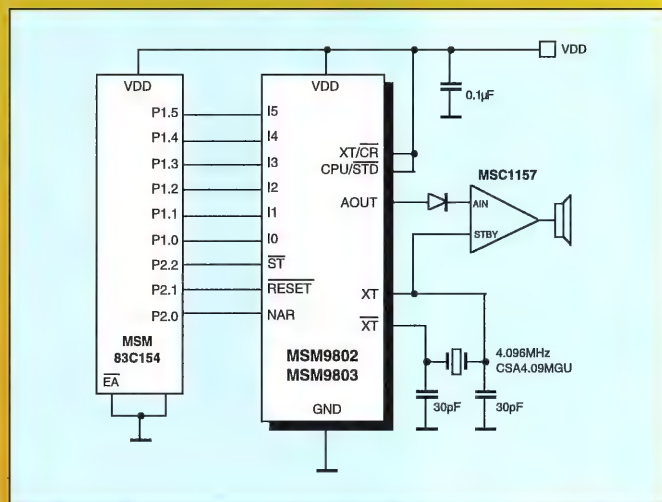 VDD
VDD
VDD
0.1µF
P1.5
I5
P1.4
I4
P1.3
I3
XT/CR
P1.2
I2
CPU/STD
MSC1157
P1.1
I1
AOUT
AIN
P1.0
I0
STBY
P2.2
ST
P2.1
RESET
XT
P2.0
NAR
XT
MSM
83C154
MSM9802
MSM9803
4.096MHz
CSA4.09MGU
EA
30pF
30pF
GND